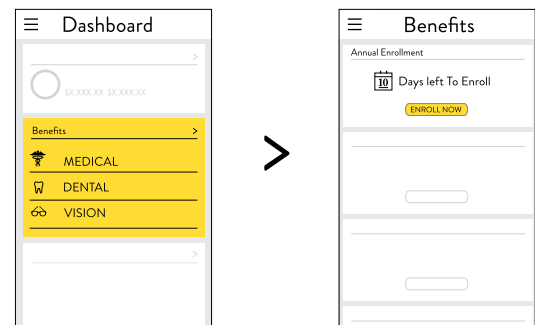 Dashboard
$X,XXX.XX $X,XXX.XX
Benefits >
MEDICAL
DENTAL
VISION
>
Benefits
Annual Enrollment
10 Days left To Enroll
ENROLL NOW